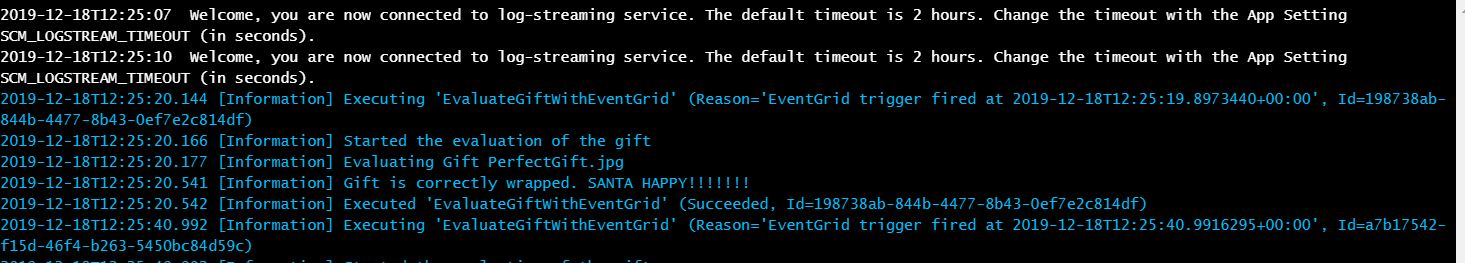 2019-12-18T12:25:07  Welcome, you are now connected to log-streaming service. The default timeout is 2 hours. Change the timeout with the App Setting
SCM_LOGSTREAM_TIMEOUT (in seconds).
2019-12-18T12:25:10  Welcome, you are now connected to log-streaming service. The default timeout is 2 hours. Change the timeout with the App Setting
SCM_LOGSTREAM_TIMEOUT (in seconds).
2019-12-18T12:25:20.144 [Information] Executing 'EvaluateGiftWithEventGrid' (Reason='EventGrid trigger fired at 2019-12-18T12:25:19.8973440+00:00', Id=198738ab-
844b-4477-8b43-0ef7e2c814df)
2019-12-18T12:25:20.166 [Information] Started the evaluation of the gift
2019-12-18T12:25:20.177 [Information] Evaluating Gift PerfectGift.jpg
2019-12-18T12:25:20.541 [Information] Gift is correctly wrapped. SANTA HAPPY!!!!!!!
2019-12-18T12:25:20.542 [Information] Executed 'EvaluateGiftWithEventGrid' (Succeeded, Id=198738ab-844b-4477-8b43-0ef7e2c814df)
2019-12-18T12:25:40.992 [Information] Executing 'EvaluateGiftWithEventGrid' (Reason='EventGrid trigger fired at 2019-12-18T12:25:40.9916295+00:00', Id=a7b17542-
f15d-46f4-b263-5450bc84d59c)
[Information] Started the evaluation of the gift